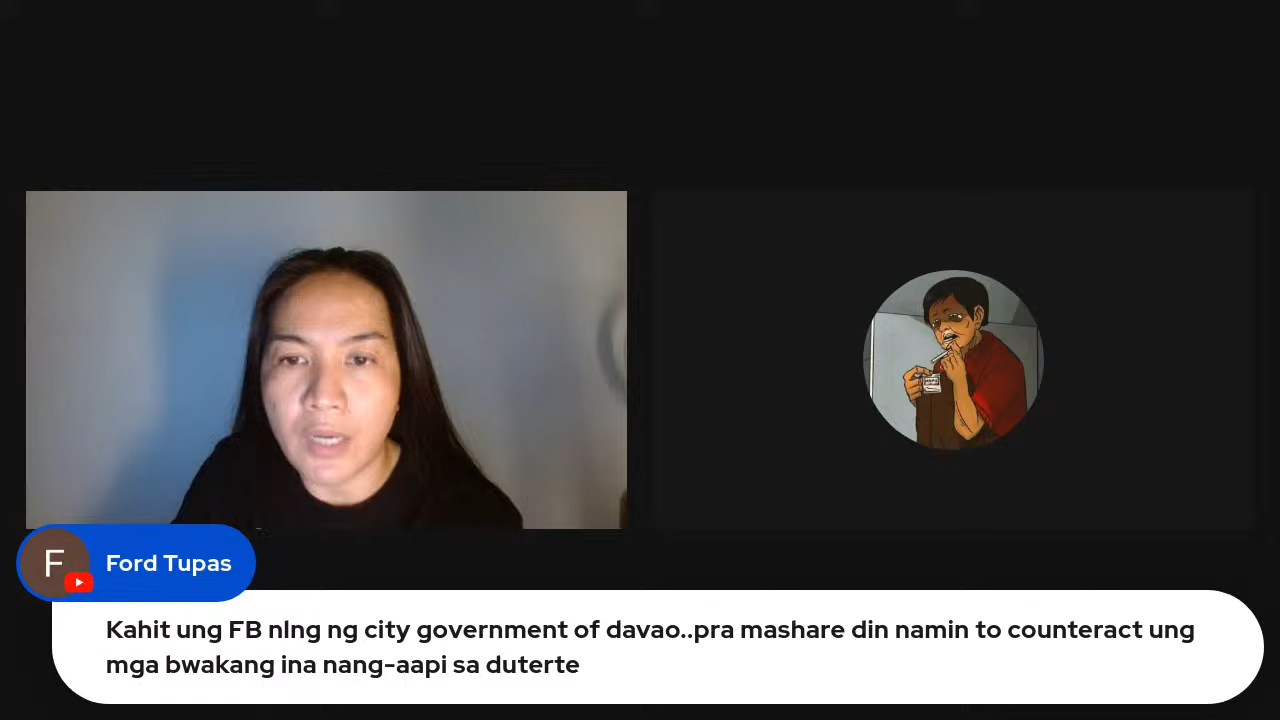 Ford Tupas
Kahit ung FB nlng ng city government of davao..pra mashare din namin to counteract ung
mga bwakang ina nang-aapi sa duterte